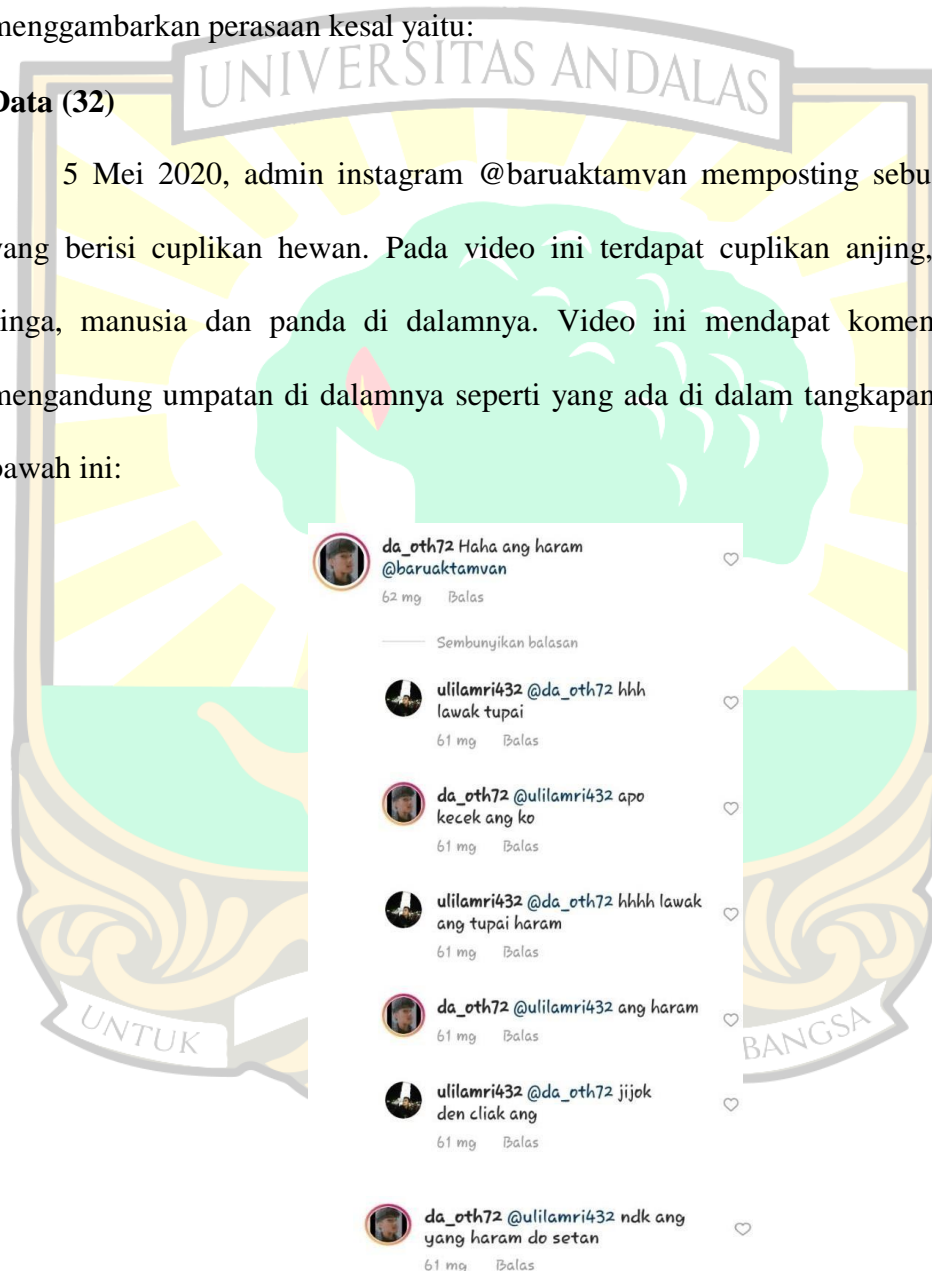 menggambarkan perasaan kesal yaitu:
UNIVERSITAS ANDALAS
Data (32)
5 Mei 2020, admin instagram @baruaktamvan memposting sebu
yang berisi cuplikan hewan. Pada video ini terdapat cuplikan anjing,
singa, manusia dan panda di dalamnya. Video ini mendapat komen
mengandung umpatan di dalamnya seperti yang ada di dalam tangkapan
bawah ini:
da_oth72 Haha ang haram
@baruaktamvan
62 mg Balas
Sembunyikan balasan
ulilamri432 @da_oth72 hhh
lawak tupai
61 mg Balas
da_oth72 @ulilamri432 apo
kecek ang ko
61 mg Balas
ulilamri432 @da_oth72 hhhh lawak
ang tupai haram
61 mg Balas
da_oth72 @ulilamri432 ang haram
61 mg Balas
UNTUK
BANGSA
ulilamri432 @da_oth72 jijok
den cliak ang
61 mg Balas
da_oth72 @ulilamri432 ndk ang
yang haram do setan
61 mg Balas